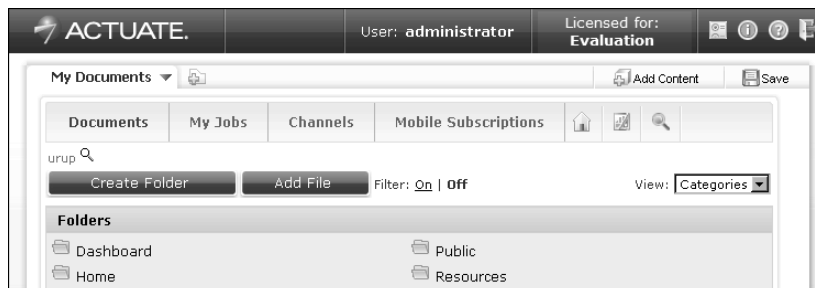 ACTUATE.
User: administrator
Licensed for:
Evaluation
My Documents
Add Content
Save
Documents
My Jobs
Channels
Mobile Subscriptions
urup
Create Folder
Add File
Filter: On | Off
View: Categories
Folders
Dashboard
Public
Home
Resources